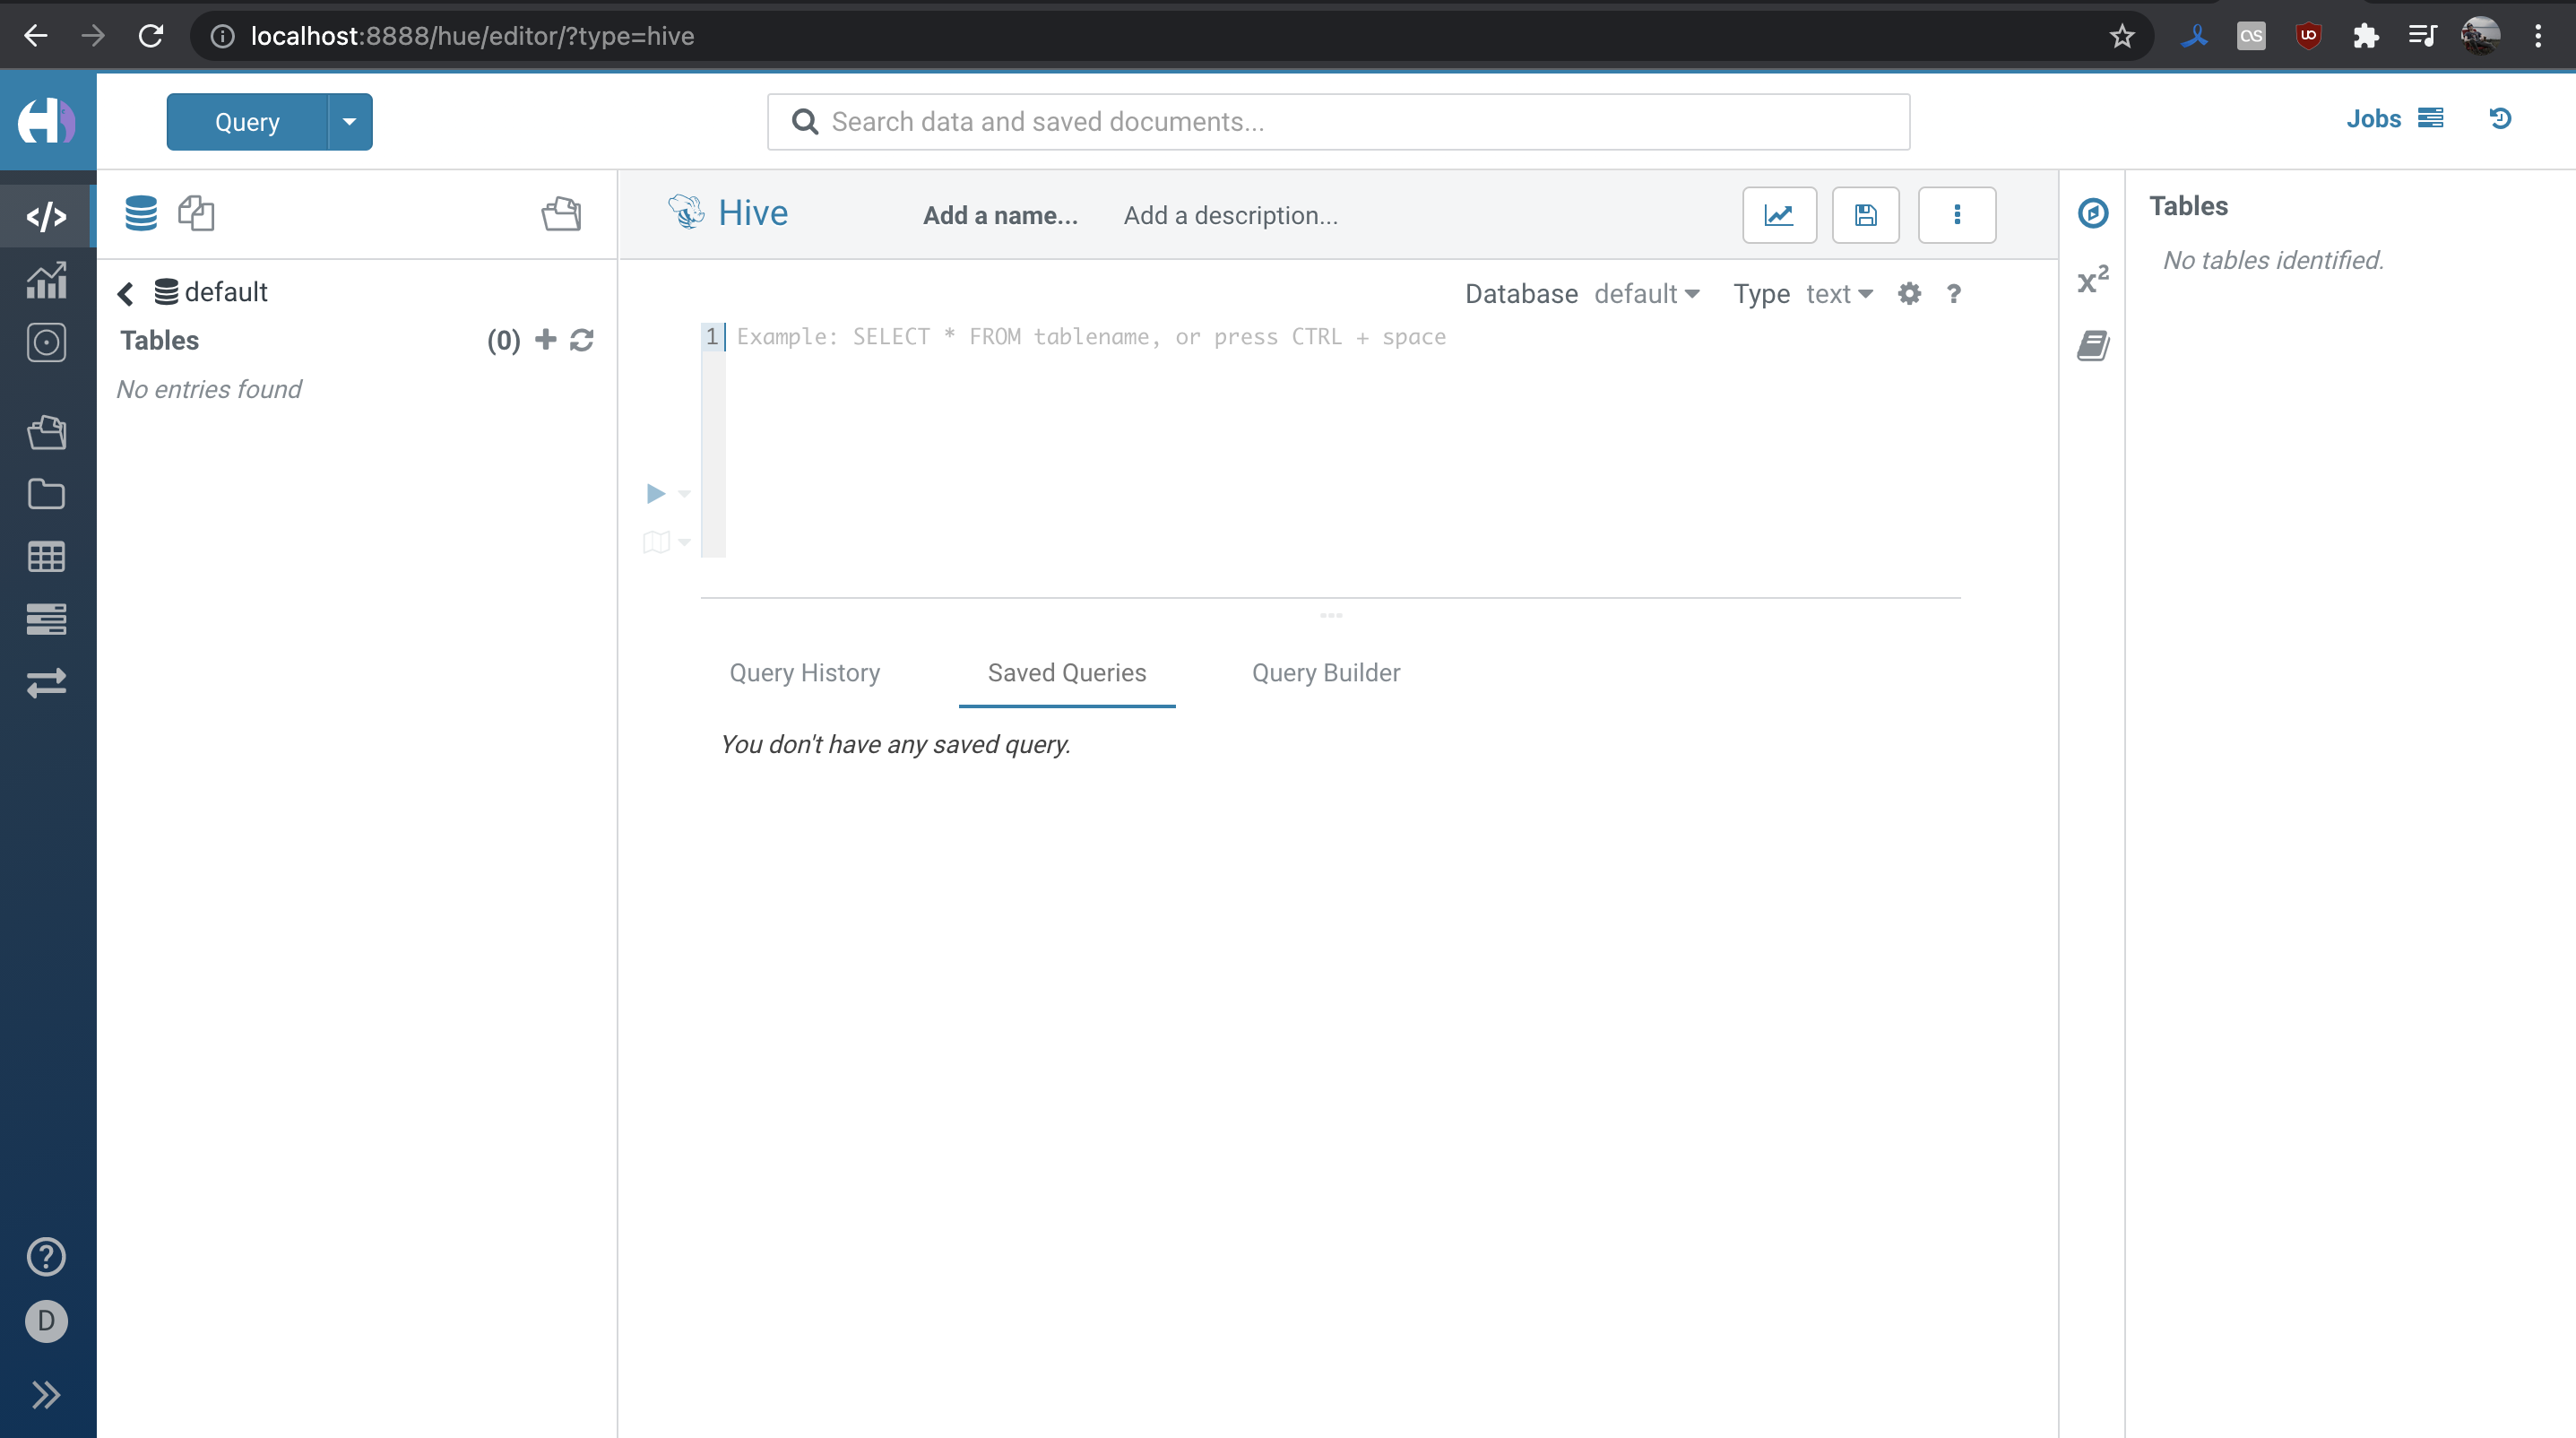 localhost:8888/hue/editor/?type=hive
Query
Search data and saved documents...
Jobs
Hive
Add a name...
Add a description...
Tables
No tables identified.
default
Tables (0)
No entries found
Database default Type text ?
1 Example: SELECT * FROM tablename, or press CTRL + space
x²
Query History Saved Queries Query Builder
You don't have any saved query.
?
D